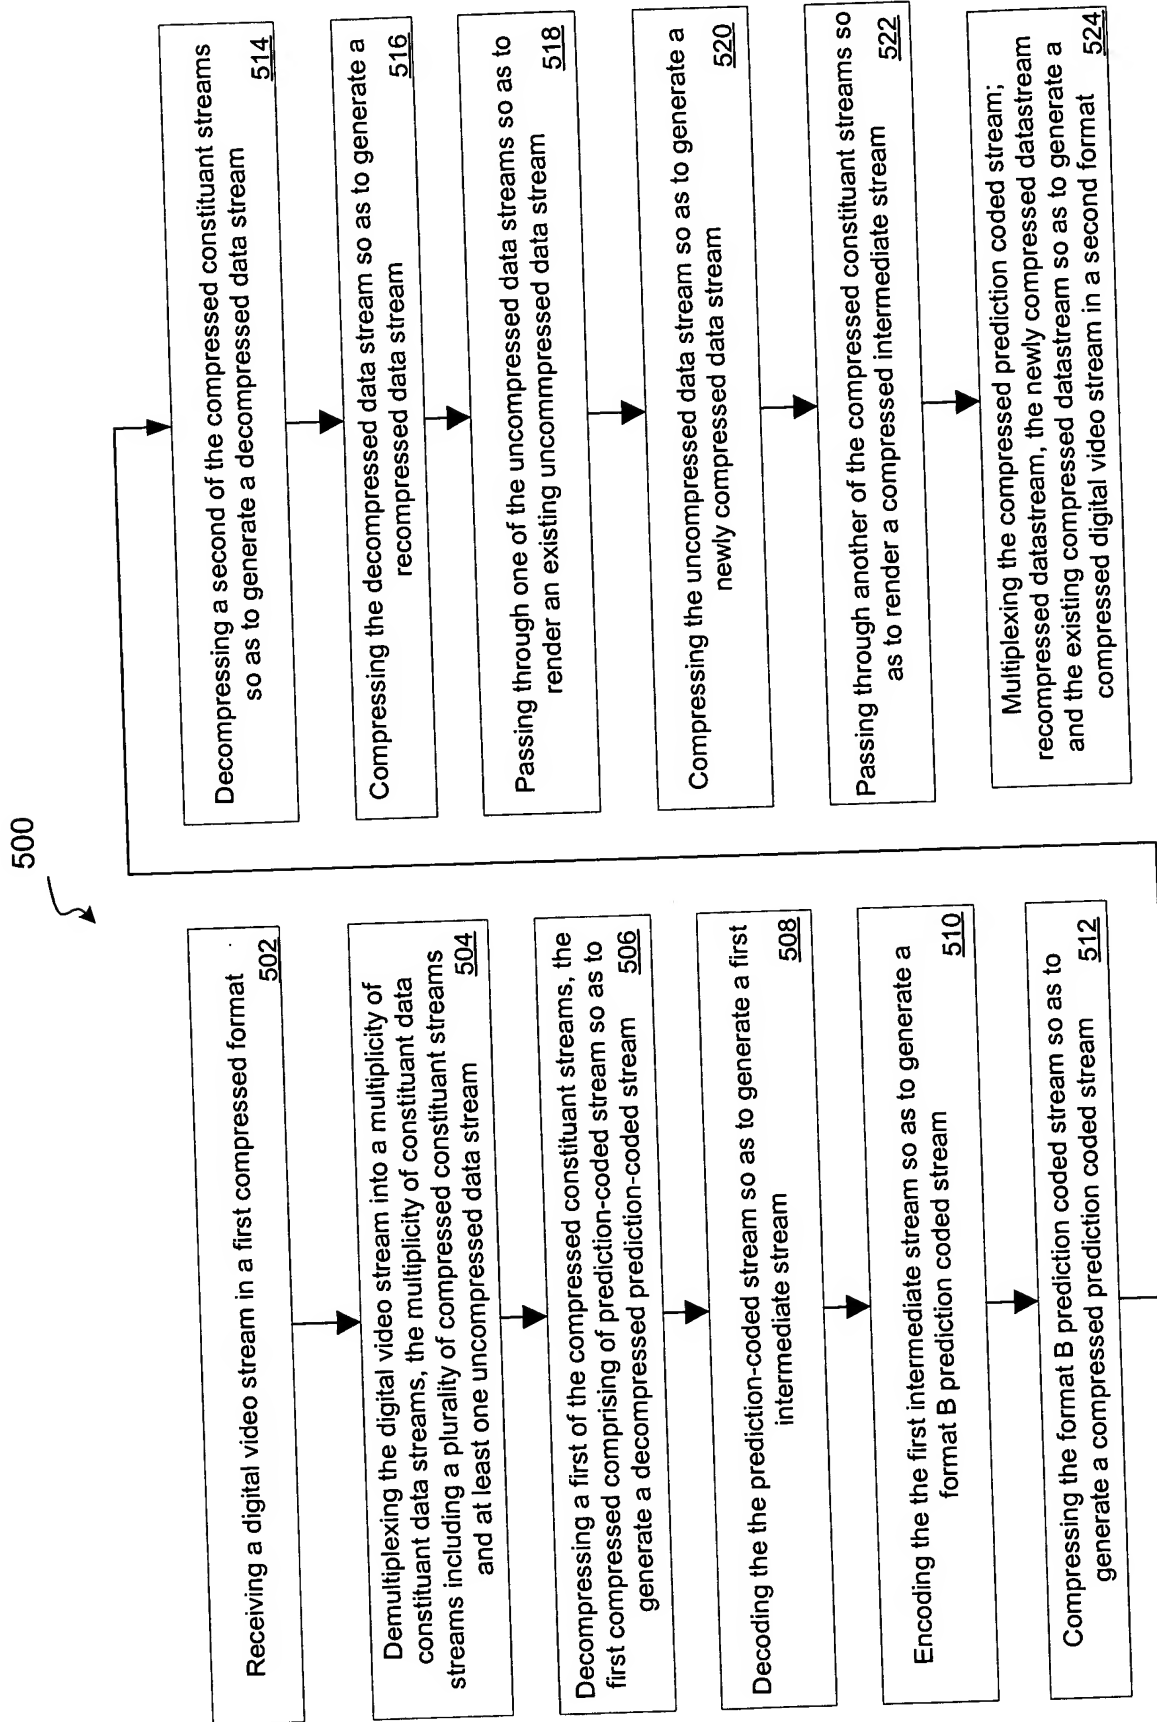 500
Receiving a digital video stream in a first compressed format
502
Demultiplexing the digital video stream into a multiplicity of
constituant data streams, the multiplicity of constituant data
streams including a plurality of compressed constituant streams
and at least one uncompressed data stream
504
Decompressing a first of the compressed constituant streams, the
first compressed comprising of prediction-coded stream so as to
generate a decompressed prediction-coded stream
506
Decoding the the prediction-coded stream so as to generate a first
intermediate stream
508
Encoding the the first intermediate stream so as to generate a
format B prediction coded stream
510
Compressing the format B prediction coded stream so as to
generate a compressed prediction coded stream
512
Decompressing a second of the compressed constituant streams
so as to generate a decompressed data stream
514
Compressing the decompressed data stream so as to generate a
recompressed data stream
516
Passing through one of the uncompressed data streams so as to
render an existing uncommpressed data stream
518
Compressing the uncompressed data stream so as to generate a
newly compressed data stream
520
Passing through another of the compressed constituant streams so
as to render a compressed intermediate stream
522
Multiplexing the compressed prediction coded stream;
recompressed datastream, the newly compressed datastream
and the existing compressed datastream so as to generate a
compressed digital video stream in a second format
524